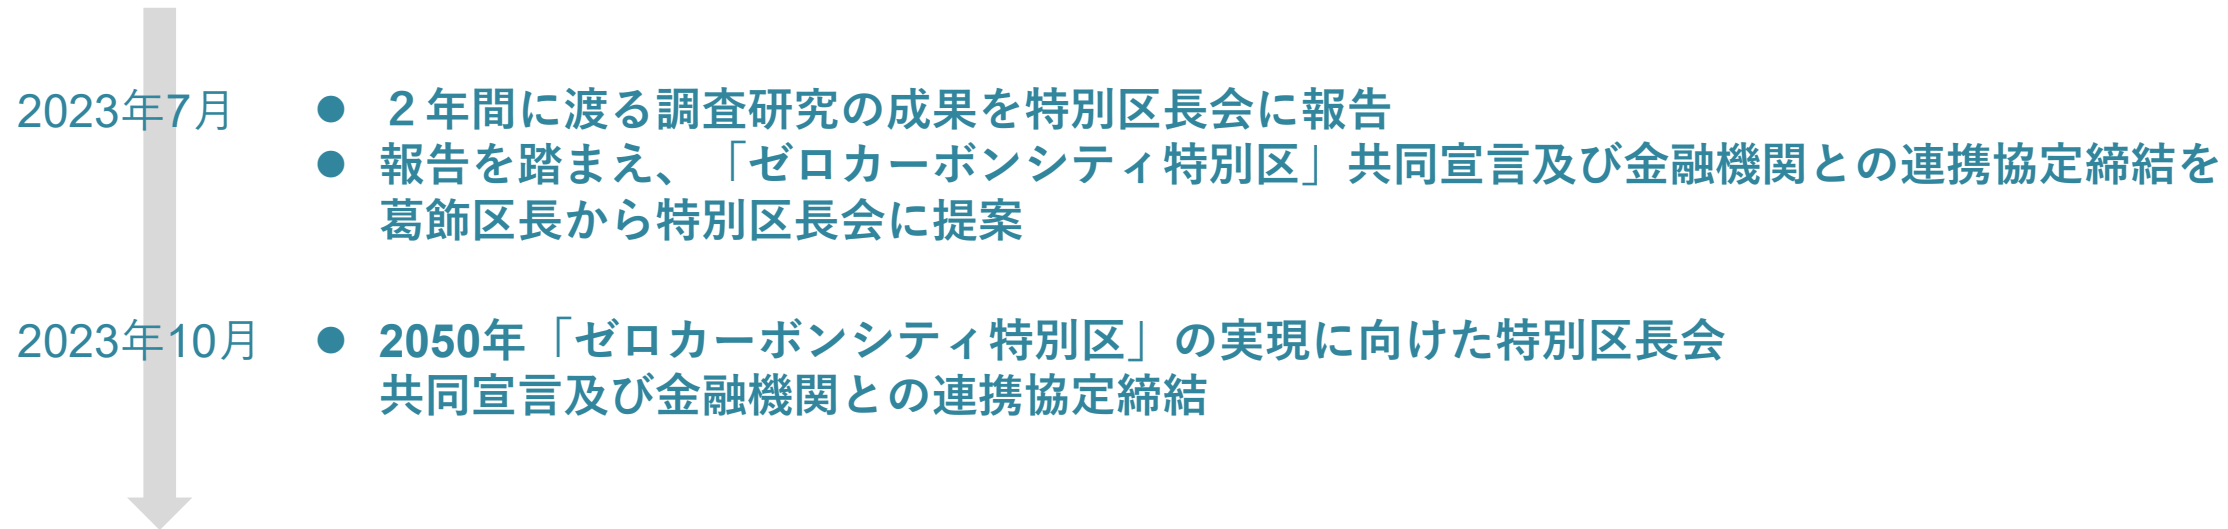 2023年7月 ● ２年間に渡る調査研究の成果を特別区長会に報告
● 報告を踏まえ、「ゼロカーボンシティ特別区」共同宣言及び金融機関との連携協定締結を
葛飾区長から特別区長会に提案
2023年10月 ● 2050年「ゼロカーボンシティ特別区」の実現に向けた特別区長会
共同宣言及び金融機関との連携協定締結